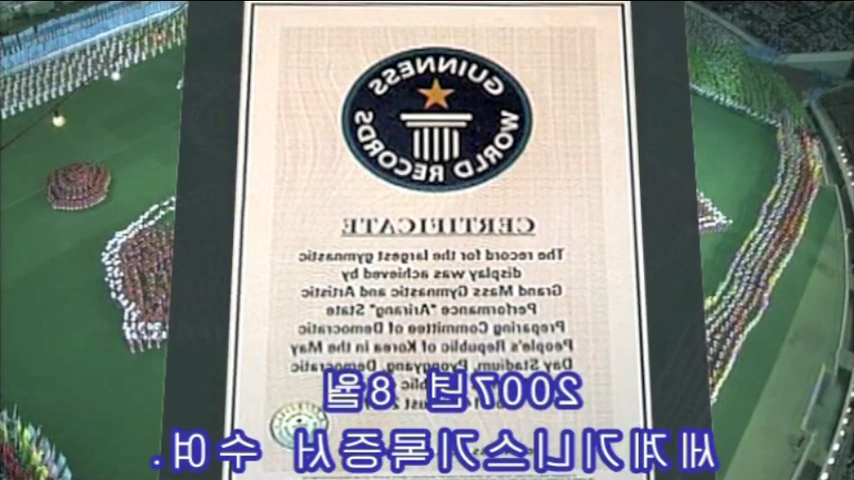 GUINNESS
WORLD RECORDS
CERTIFICATE
The record for the largest gymnastic
display was achieved by
Grand Mass Gymnastic and Artistic
Performance "Arirang" State
Preparing Committee of Democratic
People's Republic of Korea in the May
Day Stadium, Pyongyang, Democratic
2007년 8월
세계기니스기록증서 수여.